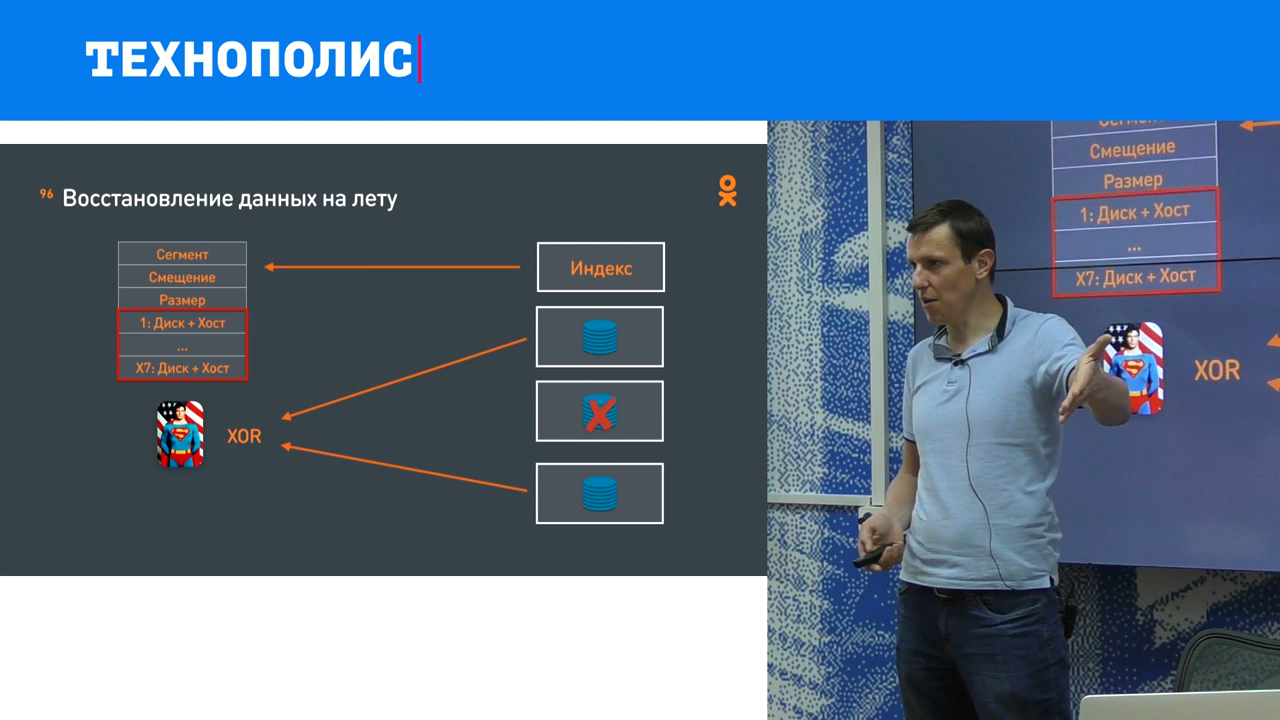 ТЕХНОПОЛИС
96 Восстановление данных на лету
Сегмент
Смещение
Размер
1: Диск + Хост
...
X7: Диск + Хост
XOR
Индекс
Смещение
Размер
1: Диск + Хост
...
X7: Диск + Хост
XOR